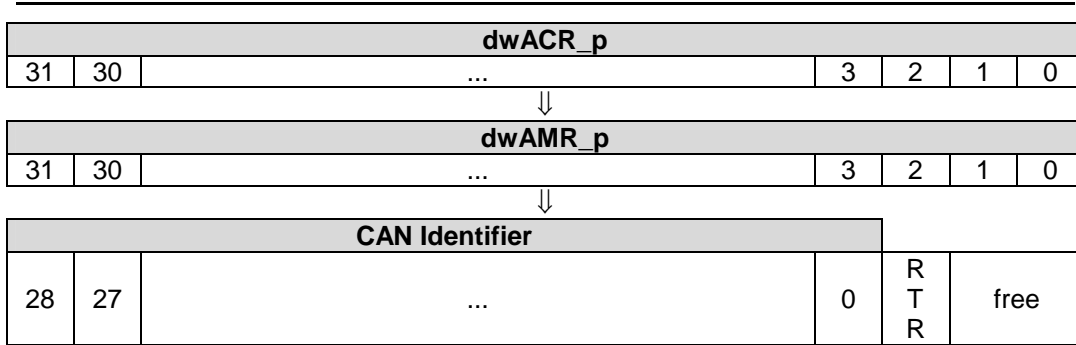 dwACR_p
31 30 ... 3 2 1 0
⇓
dwAMR_p
31 30 ... 3 2 1 0
⇓
CAN Identifier
28 27 ... 0 R T R free